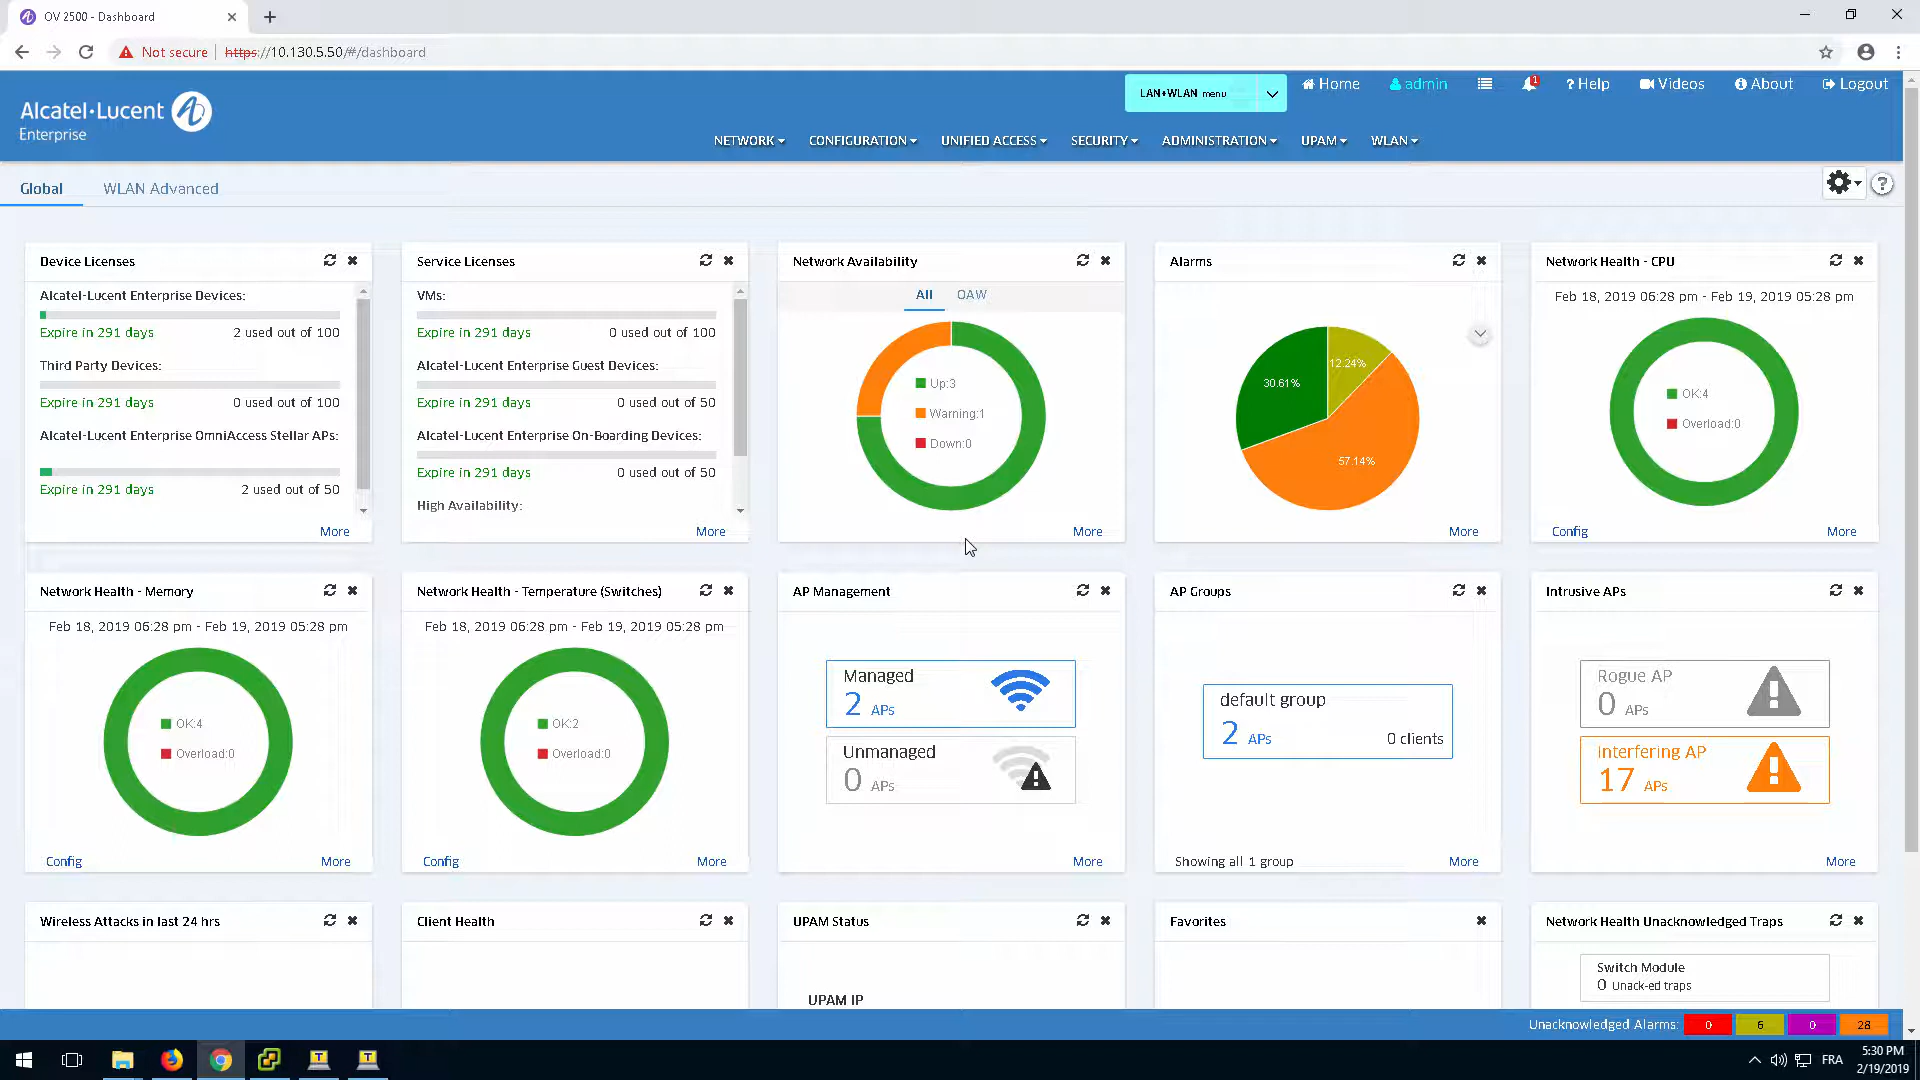 OV 2500 - Dashboard
Not secure
https://10.130.5.50/#/dashboard
LAN+WLAN menu
Home
admin
1
? Help
Videos
About
Logout
Alcatel·Lucent
Enterprise
NETWORK
CONFIGURATION
UNIFIED ACCESS
SECURITY
ADMINISTRATION
UPAM
WLAN
Global
WLAN Advanced
?
Device Licenses
Alcatel-Lucent Enterprise Devices:
Expire in 291 days 2 used out of 100
Third Party Devices:
Expire in 291 days 0 used out of 100
Alcatel-Lucent Enterprise OmniAccess Stellar APs:
Expire in 291 days 2 used out of 50
More
Service Licenses
VMs:
Expire in 291 days 0 used out of 100
Alcatel-Lucent Enterprise Guest Devices:
Expire in 291 days 0 used out of 50
Alcatel-Lucent Enterprise On-Boarding Devices:
Expire in 291 days 0 used out of 50
High Availability:
More
Network Availability
All OAW
Up:3
Warning:1
Down:0
More
Alarms
30.61%
12.24%
57.14%
More
Network Health - CPU
Feb 18, 2019 06:28 pm - Feb 19, 2019 05:28 pm
OK:4
Overload:0
Config More
Network Health - Memory
Feb 18, 2019 06:28 pm - Feb 19, 2019 05:28 pm
OK:4
Overload:0
Config More
Network Health - Temperature (Switches)
Feb 18, 2019 06:28 pm - Feb 19, 2019 05:28 pm
OK:2
Overload:0
Config More
AP Management
Managed
2 APs
Unmanaged
0 APs
More
AP Groups
default group
2 APs 0 clients
Showing all 1 group More
Intrusive APs
Rogue AP
0 APs
Interfering AP
17 APs
More
Wireless Attacks in last 24 hrs
Client Health
UPAM Status
UPAM IP
Favorites
Network Health Unacknowledged Traps
Switch Module
0 Unack-ed traps
Unacknowledged Alarms: 0 6 0 28
FRA
5:30 PM
2/19/2019